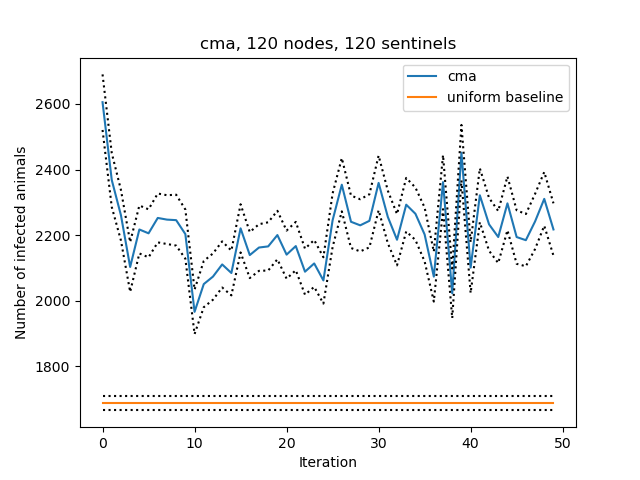 cma, 120 nodes, 120 sentinels
cma
uniform baseline
Number of infected animals
2600
2400
2200
2000
1800
0
10
20
30
40
50
Iteration